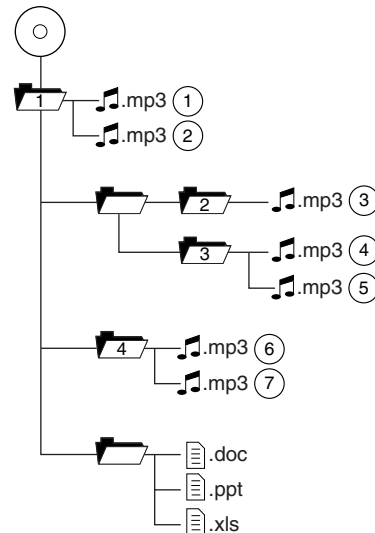 1 .mp3 1
.mp3 2
2 .mp3 3
3 .mp3 4
.mp3 5
4 .mp3 6
.mp3 7
.doc
.ppt
.xls